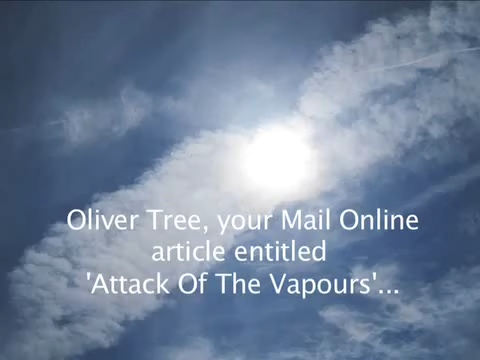 Oliver Tree, your Mail Online
article entitled
'Attack Of The Vapours'...